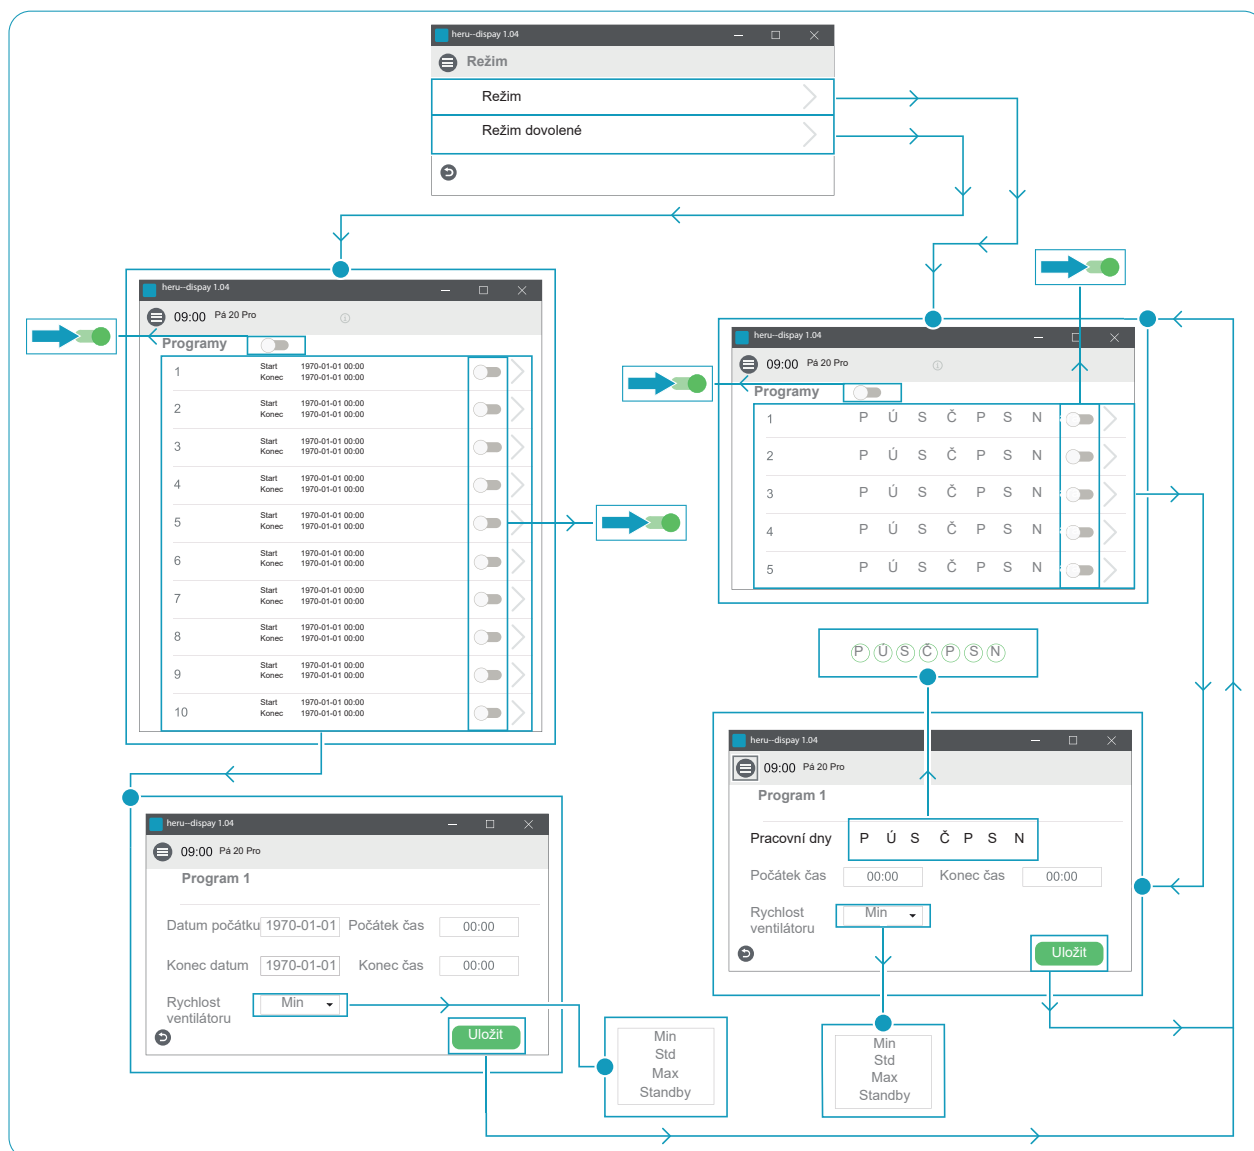 heru--dispay 1.04
Režim
Režim
Režim dovolené
heru--dispay 1.04
09:00 Pá 20 Pro
Programy
1 Start 1970-01-01 00:00
Konec 1970-01-01 00:00
2 Start 1970-01-01 00:00
Konec 1970-01-01 00:00
3 Start 1970-01-01 00:00
Konec 1970-01-01 00:00
4 Start 1970-01-01 00:00
Konec 1970-01-01 00:00
5 Start 1970-01-01 00:00
Konec 1970-01-01 00:00
6 Start 1970-01-01 00:00
Konec 1970-01-01 00:00
7 Start 1970-01-01 00:00
Konec 1970-01-01 00:00
8 Start 1970-01-01 00:00
Konec 1970-01-01 00:00
9 Start 1970-01-01 00:00
Konec 1970-01-01 00:00
10 Start 1970-01-01 00:00
Konec 1970-01-01 00:00
heru--dispay 1.04
09:00 Pá 20 Pro
Programy
1 P Ú S Č P S N
2 P Ú S Č P S N
3 P Ú S Č P S N
4 P Ú S Č P S N
5 P Ú S Č P S N
P Ú S Č P S N
heru--dispay 1.04
09:00 Pá 20 Pro
Program 1
Pracovní dny P Ú S Č P S N
Počátek čas 00:00 Konec čas 00:00
Rychlost
ventilátoru
Min
Uložit
Min
Std
Max
Standby
heru--dispay 1.04
09:00 Pá 20 Pro
Program 1
Datum počátku 1970-01-01 Počátek čas 00:00
Konec datum 1970-01-01 Konec čas 00:00
Rychlost
ventilátoru
Min
Uložit
Min
Std
Max
Standby